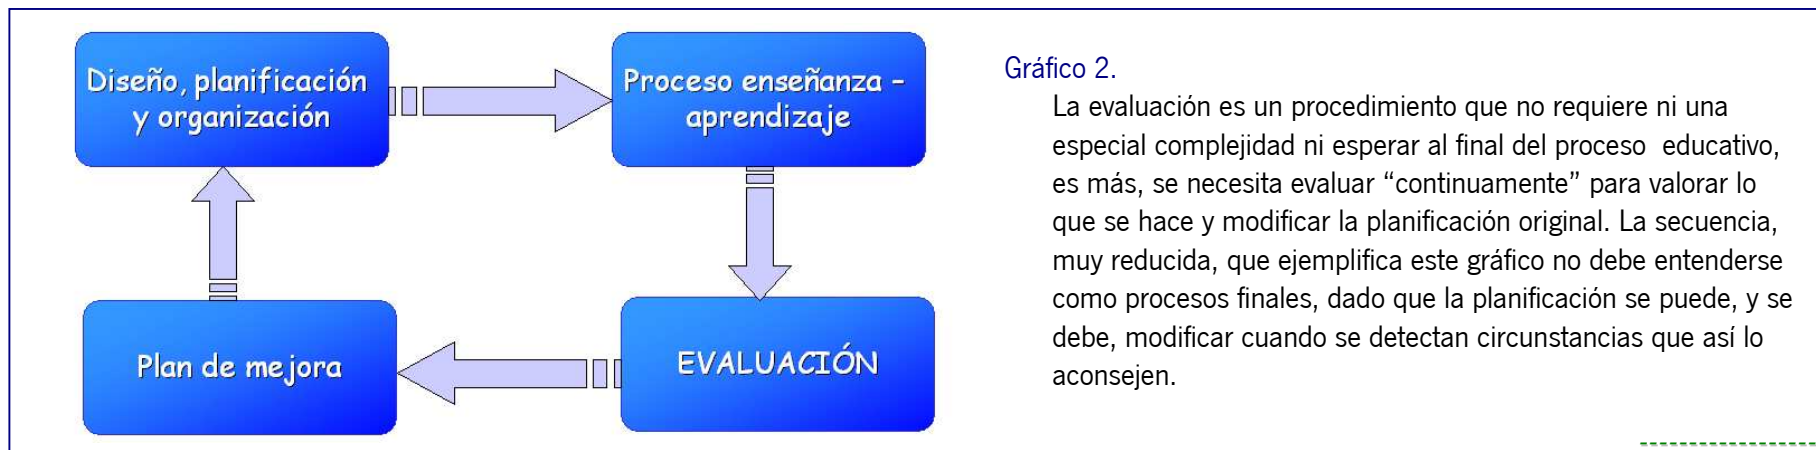 Diseño, planificación
y organización
Proceso enseñanza -
aprendizaje
Plan de mejora
EVALUACIÓN
Gráfico 2.
La evaluación es un procedimiento que no requiere ni una
especial complejidad ni esperar al final del proceso educativo,
es más, se necesita evaluar “continuamente” para valorar lo
que se hace y modificar la planificación original. La secuencia,
muy reducida, que ejemplifica este gráfico no debe entenderse
como procesos finales, dado que la planificación se puede, y se
debe, modificar cuando se detectan circunstancias que así lo
aconsejen.